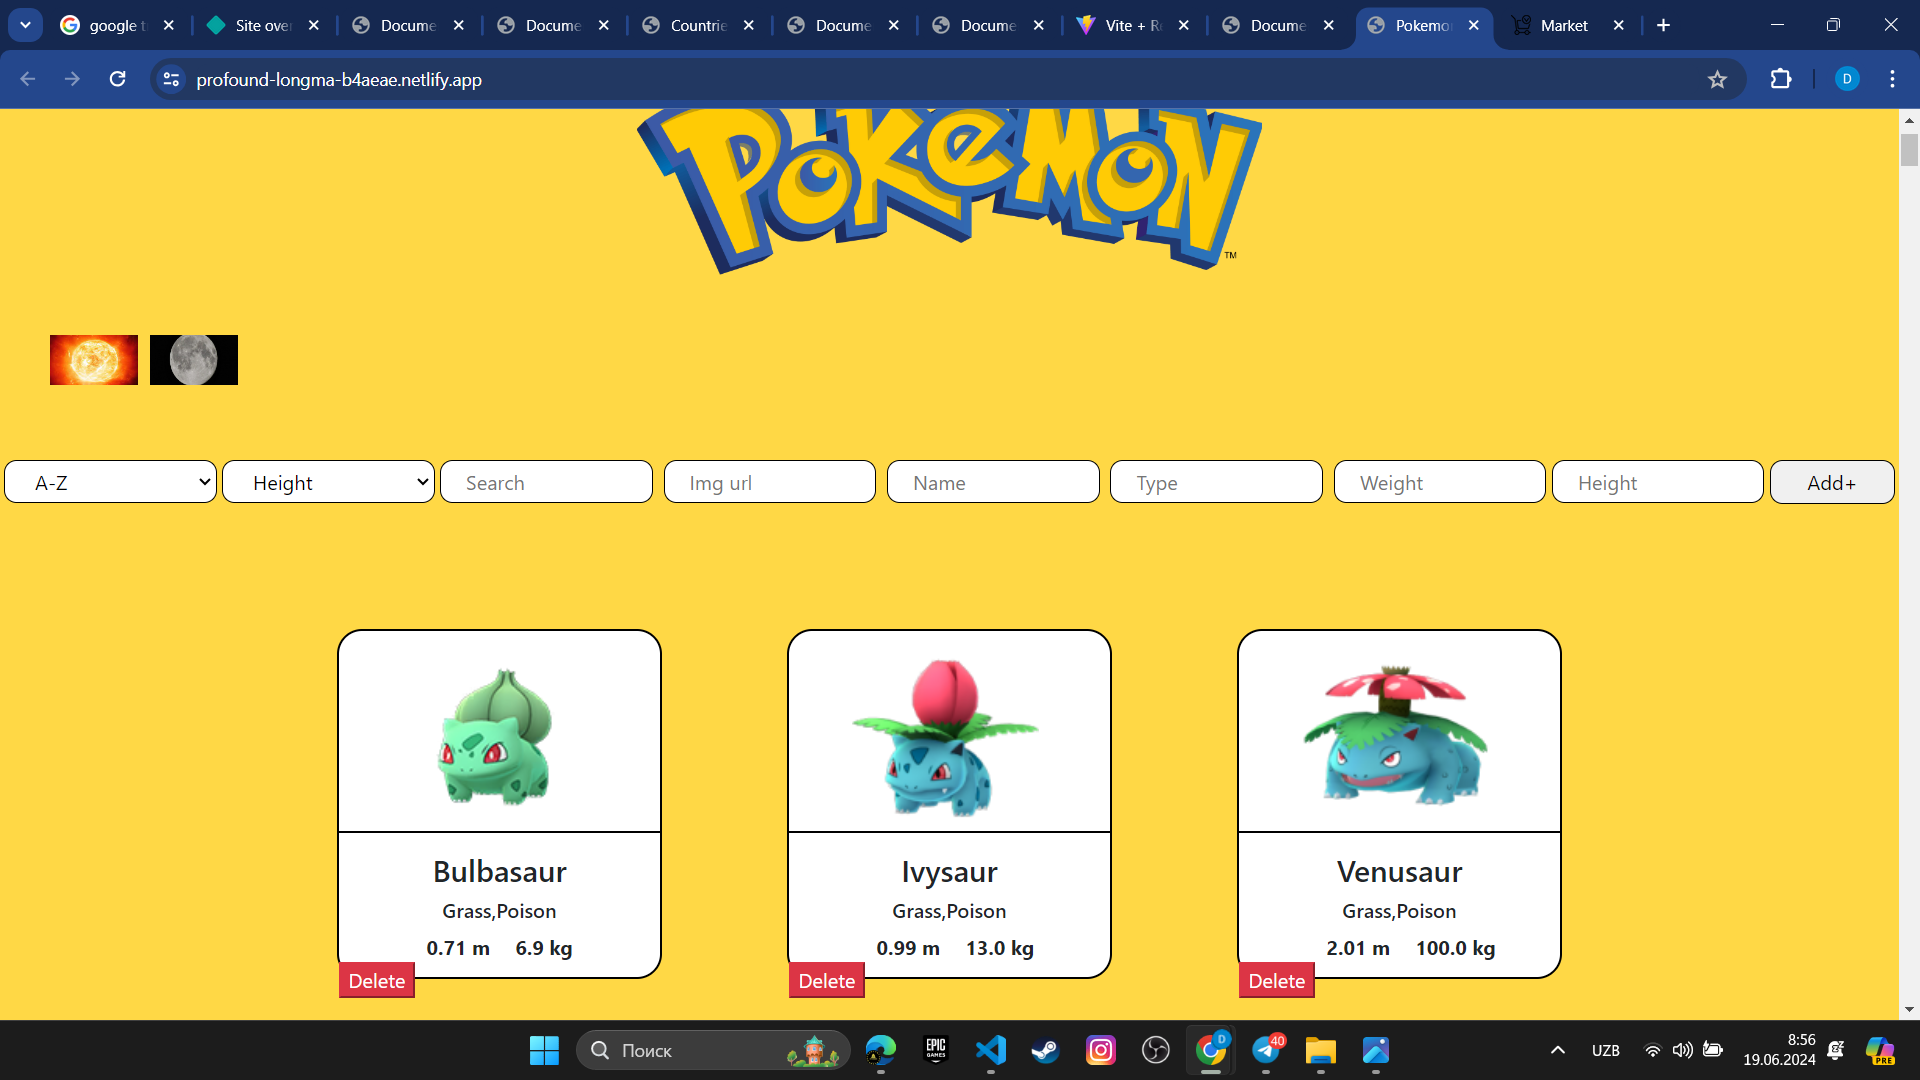 google t
Site over
Docume
Docume
Countrie
Docume
Docume
Vite + R
Docume
Pokemo
Market
profound-longma-b4aeae.netlify.app
D
POKéMON
TM
A-Z
Height
Search
Img url
Name
Type
Weight
Height
Add+
Bulbasaur
Grass,Poison
0.71 m 6.9 kg
Delete
Ivysaur
Grass,Poison
0.99 m 13.0 kg
Delete
Venusaur
Grass,Poison
2.01 m 100.0 kg
Delete
Поиск
EPIC
GAMES
D
40
UZB
8:56
19.06.2024
PRE